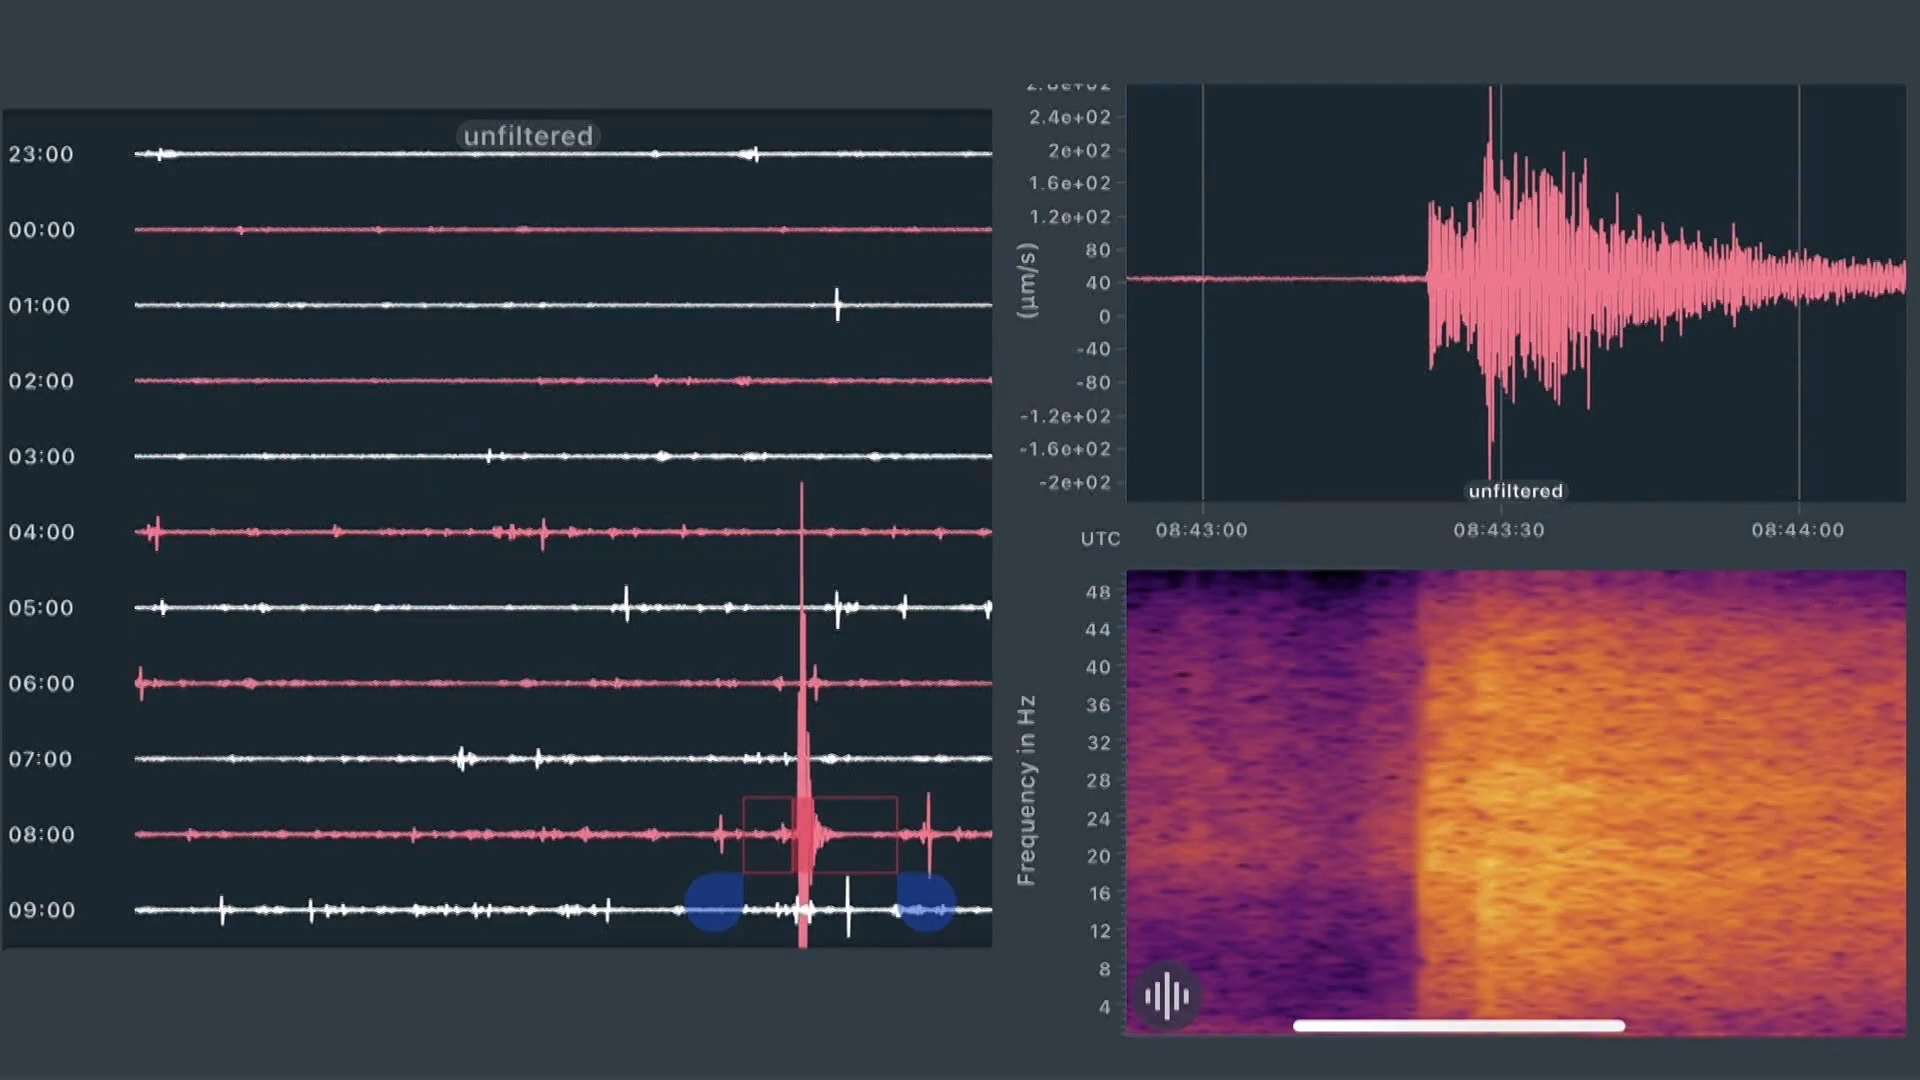 unfiltered
23:00
00:00
01:00
02:00
03:00
04:00
05:00
06:00
07:00
08:00
09:00
2.4e+02
2e+02
1.6e+02
1.2e+02
80
40
0
-40
-80
-1.2e+02
-1.6e+02
-2e+02
(µm/s)
unfiltered
UTC
08:43:00
08:43:30
08:44:00
48
44
40
36
32
28
24
20
16
12
8
4
Frequency in Hz